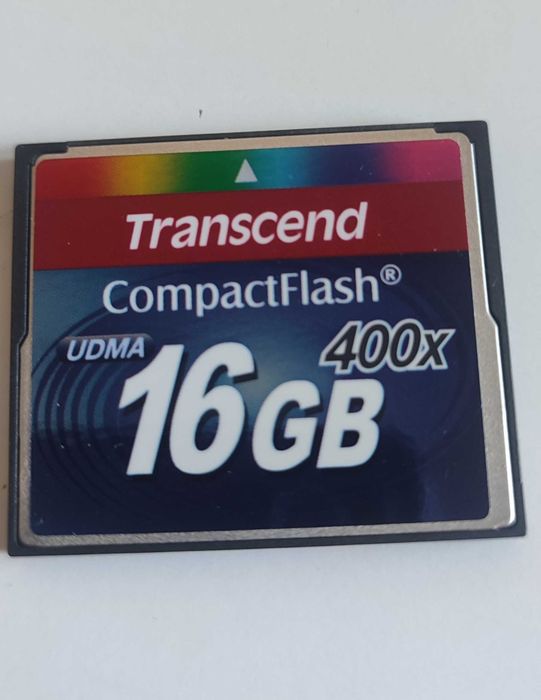 Transcend
CompactFlash®
UDMA
400x
16GB